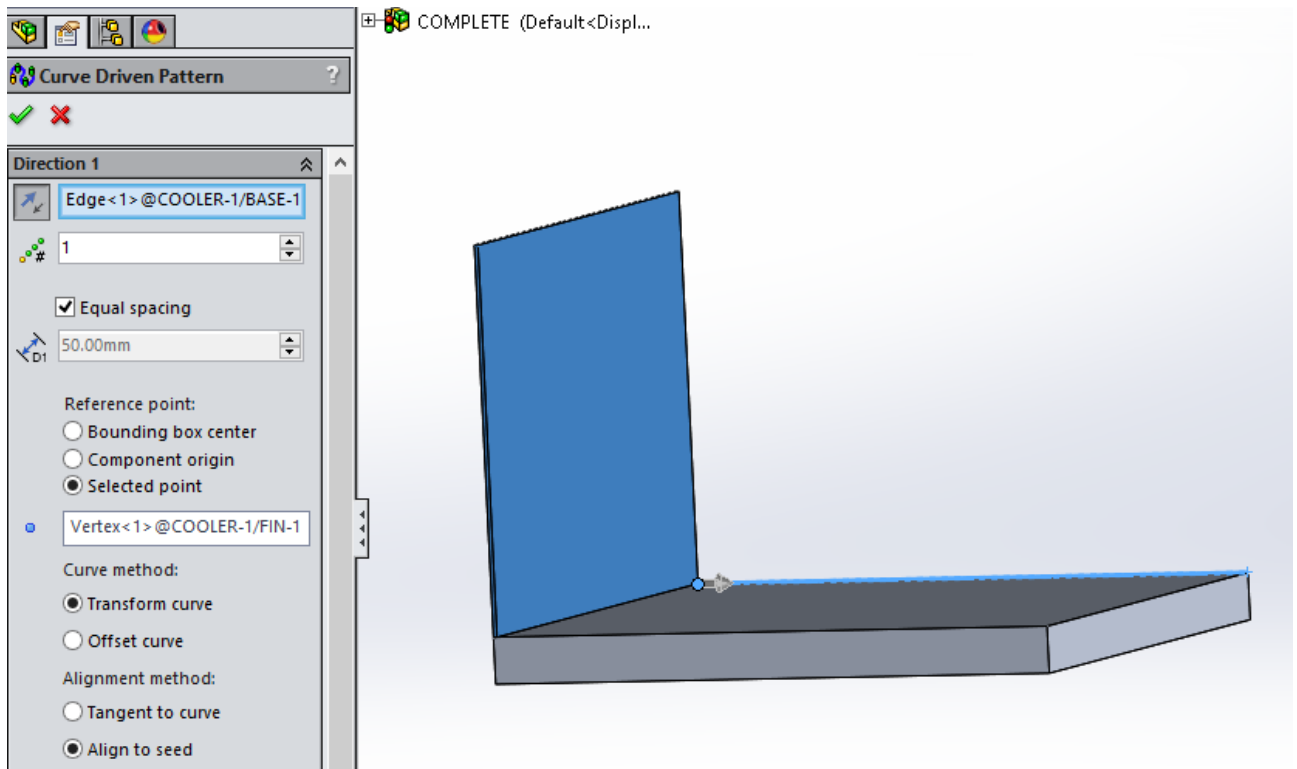 COMPLETE (Default<Displ...
Curve Driven Pattern
?
Direction 1
Edge<1>@COOLER-1/BASE-1
#
1
Equal spacing
D1
50.00mm
Reference point:
Bounding box center
Component origin
Selected point
Vertex<1>@COOLER-1/FIN-1
Curve method:
Transform curve
Offset curve
Alignment method:
Tangent to curve
Align to seed